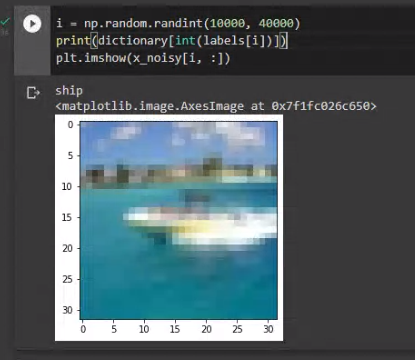 i = np.random.randint(10000, 40000)
print(dictionary[int(labels[i])])
plt.imshow(x_noisy[i, :])
ship
<matplotlib.image.AxesImage at 0x7f1fc026c650>
0
5
10
15
20
25
30
0 5 10 15 20 25 30